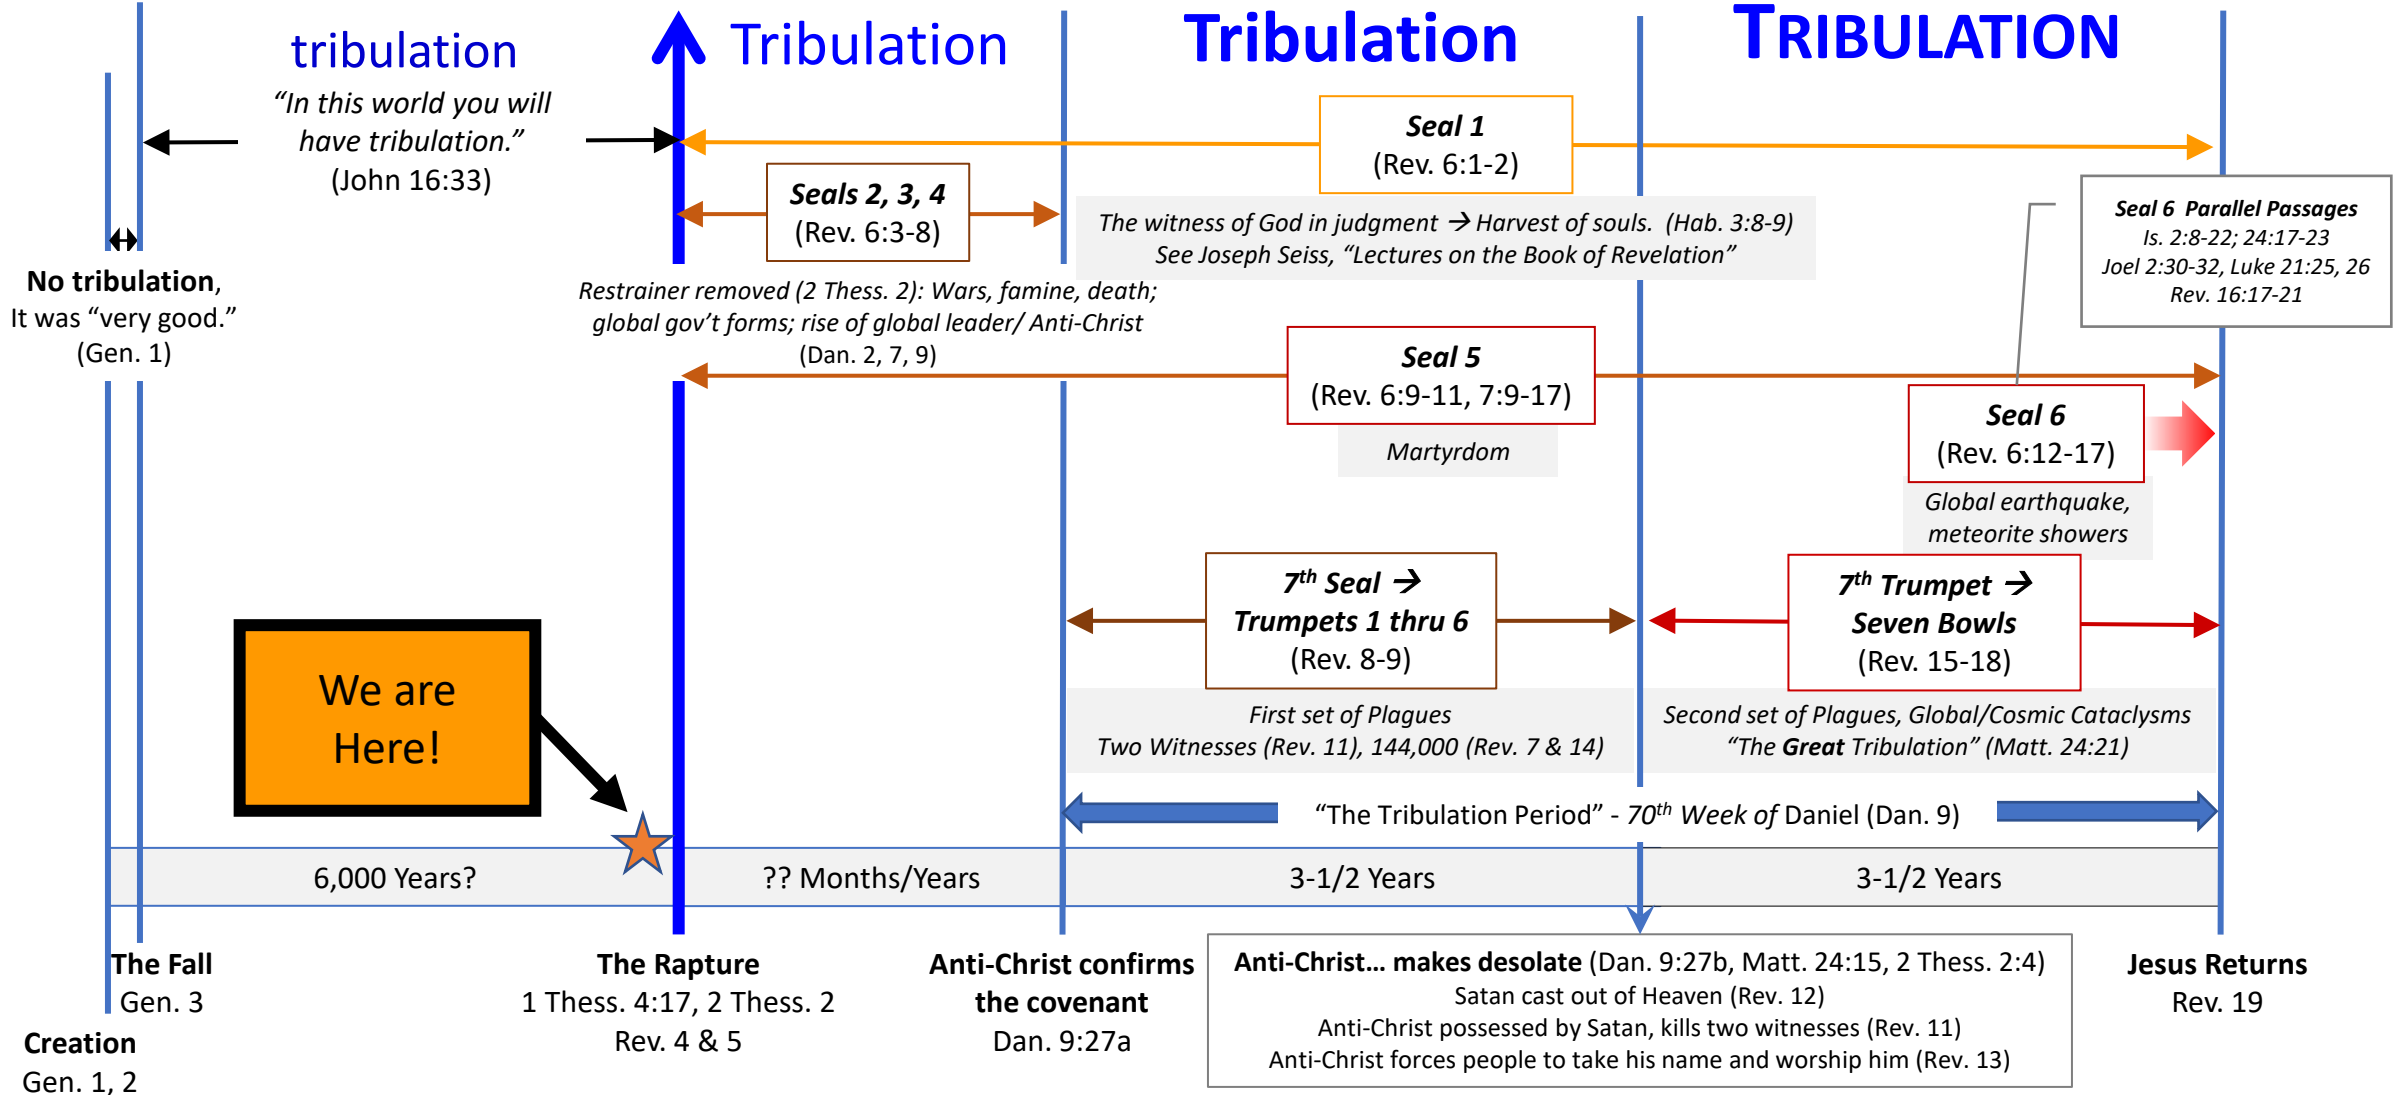 tribulation
Tribulation
Tribulation
TRIBULATION
“In this world you will
have tribulation.”
(John 16:33)
Seal 1
(Rev. 6:1-2)
Seals 2, 3, 4
(Rev. 6:3-8)
The witness of God in judgment → Harvest of souls. (Hab. 3:8-9)
See Joseph Seiss, “Lectures on the Book of Revelation”
Seal 6 Parallel Passages
Is. 2:8-22; 24:17-23
Joel 2:30-32, Luke 21:25, 26
Rev. 16:17-21
No tribulation,
It was “very good.”
(Gen. 1)
Restrainer removed (2 Thess. 2): Wars, famine, death;
global gov’t forms; rise of global leader/ Anti-Christ
(Dan. 2, 7, 9)
Seal 5
(Rev. 6:9-11, 7:9-17)
Martyrdom
Seal 6
(Rev. 6:12-17)
Global earthquake,
meteorite showers
7th Seal →
Trumpets 1 thru 6
(Rev. 8-9)
7th Trumpet →
Seven Bowls
(Rev. 15-18)
We are
Here!
First set of Plagues
Two Witnesses (Rev. 11), 144,000 (Rev. 7 & 14)
Second set of Plagues, Global/Cosmic Cataclysms
“The Great Tribulation” (Matt. 24:21)
“The Tribulation Period” - 70th Week of Daniel (Dan. 9)
6,000 Years?
?? Months/Years
3-1/2 Years
3-1/2 Years
The Fall
Gen. 3
Creation
Gen. 1, 2
The Rapture
1 Thess. 4:17, 2 Thess. 2
Rev. 4 & 5
Anti-Christ confirms
the covenant
Dan. 9:27a
Anti-Christ… makes desolate (Dan. 9:27b, Matt. 24:15, 2 Thess. 2:4)
Satan cast out of Heaven (Rev. 12)
Anti-Christ possessed by Satan, kills two witnesses (Rev. 11)
Anti-Christ forces people to take his name and worship him (Rev. 13)
Jesus Returns
Rev. 19